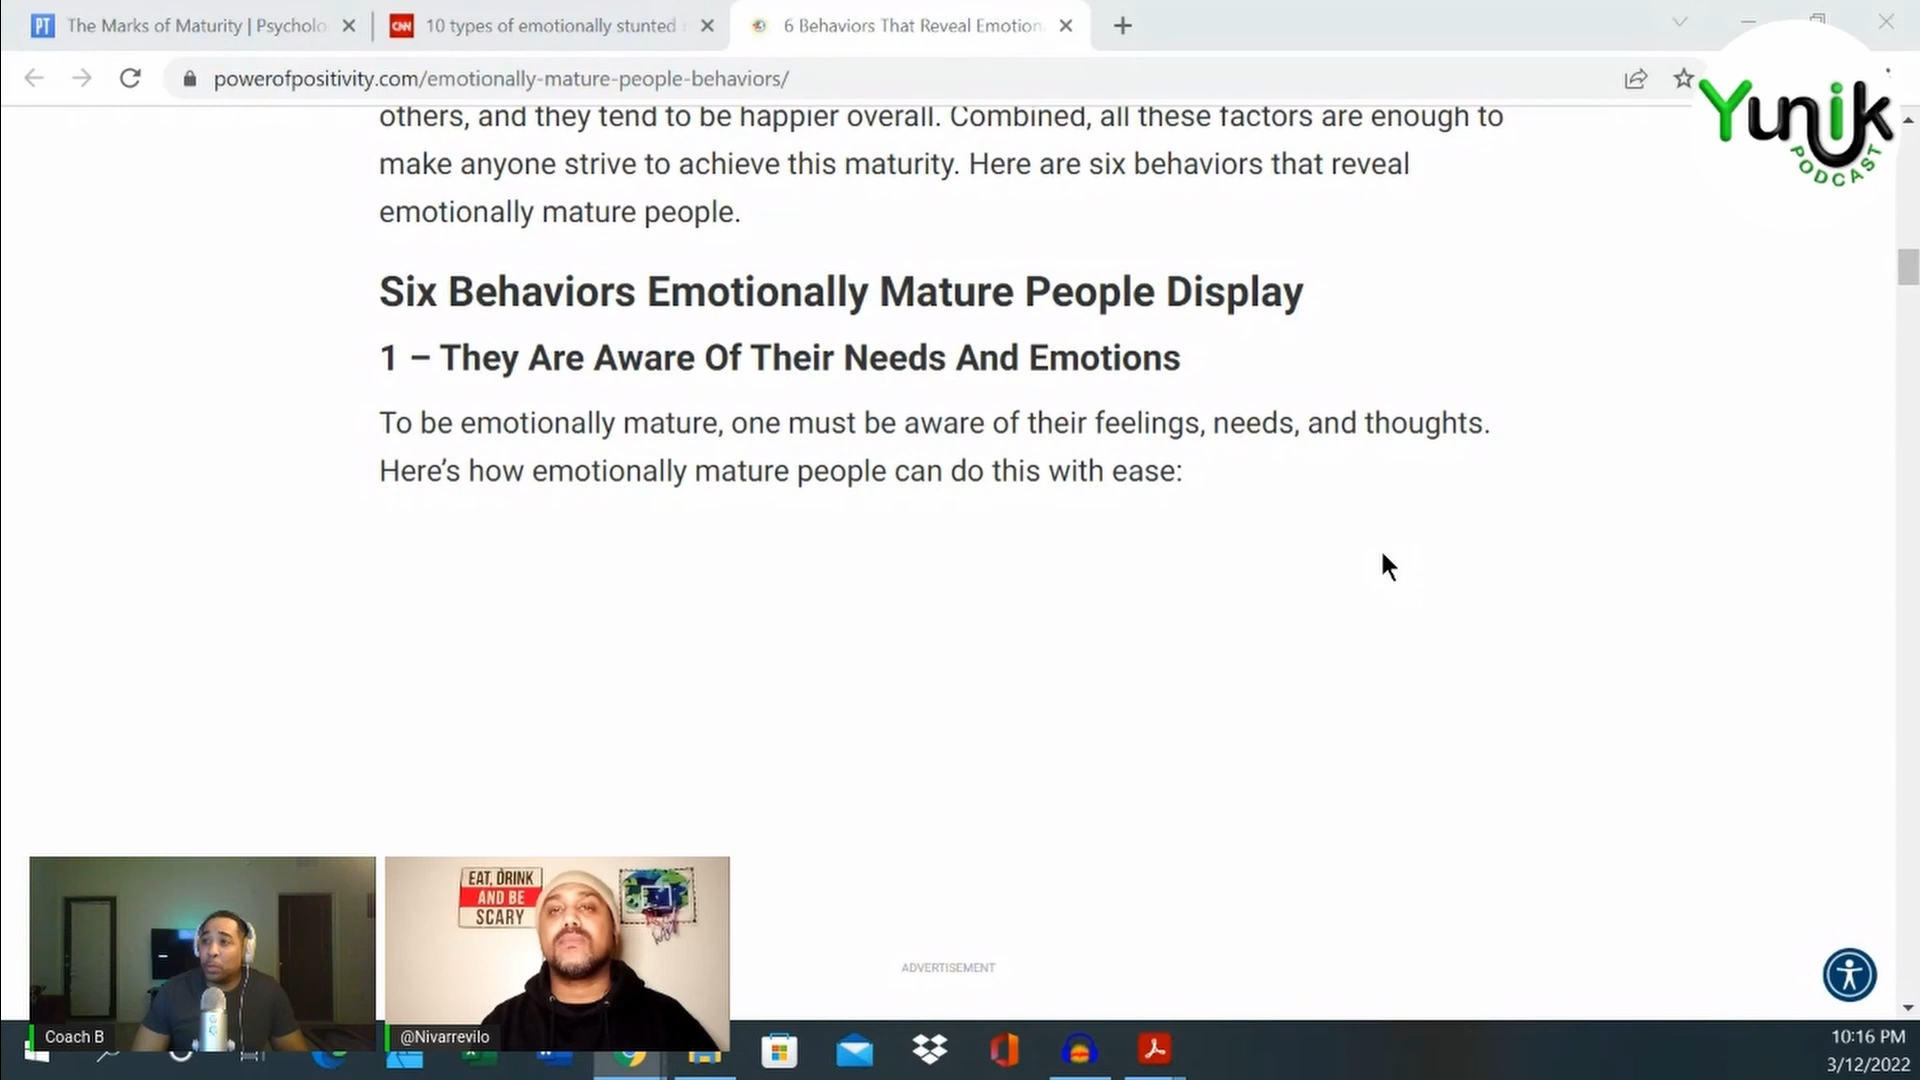 The Marks of Maturity | Psycholo
10 types of emotionally stunted
6 Behaviors That Reveal Emotion
powerofpositivity.com/emotionally-mature-people-behaviors/
Yunik
PODCAST
others, and they tend to be happier overall. Combined, all these factors are enough to
make anyone strive to achieve this maturity. Here are six behaviors that reveal
emotionally mature people.
Six Behaviors Emotionally Mature People Display
1 – They Are Aware Of Their Needs And Emotions
To be emotionally mature, one must be aware of their feelings, needs, and thoughts.
Here’s how emotionally mature people can do this with ease:
EAT, DRINK
AND BE
SCARY
ADVERTISEMENT
Coach B
@Nivarrevilo
10:16 PM
3/12/2022